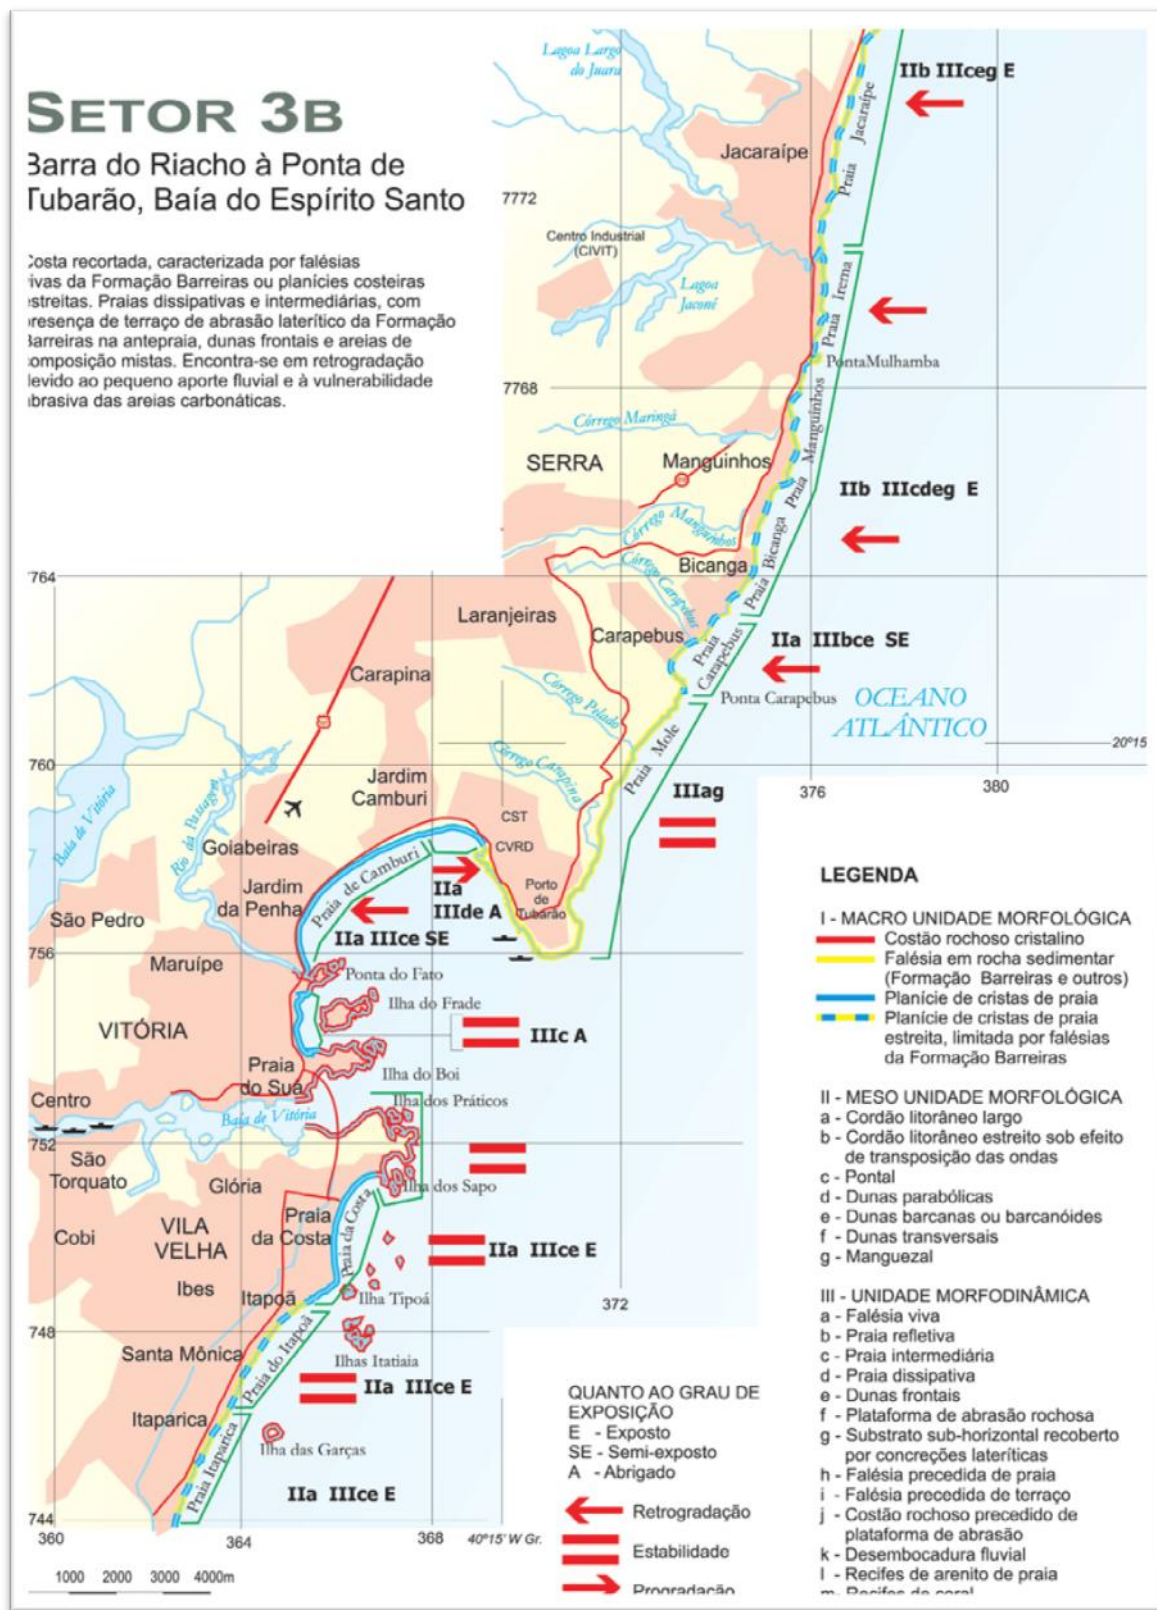 SETOR 3B
Barra do Riacho à Ponta de
Tubarão, Baía do Espírito Santo
Costa recortada, caracterizada por falésias
vivas da Formação Barreiras ou planícies costeiras
estreitas. Praias dissipativas e intermediárias, com
presença de terraço de abrasão laterítico da Formação
Barreiras na antepraia, dunas frontais e areias de
composição mistas. Encontra-se em retrogradação
devido ao pequeno aporte fluvial e à vulnerabilidade
abrasiva das areias carbonáticas.
Lagoa Largo
do Juara
IIb IIIceg E
Praia Jacaraípe
Jacaraípe
7772
Centro Industrial
(CIVIT)
Lagoa
Jaconé
Praia Irema
PontaMulhamba
7768
Córrego Maringá
Praia Manguinhos
SERRA
Manguinhos
IIb IIIcdeg E
Córrego Manguinhos
Praia Bicanga
Bicanga
Córrego Carapebus
764
Laranjeiras
Carapebus
Praia
Carapebus
IIa IIIbce SE
Carapina
Ponta Carapebus
OCEANO
ATLÂNTICO
Córrego Pelado
Praia Mole
20º15
Córrego Carapina
760
Jardim
Camburi
376
380
IIIag
Baía de Vitória
Rio da Passagem
CST
CVRD
Goiabeiras
Praia de Camburi
Jardim
da Penha
IIa
IIIde A
Porto
de
Tubarão
São Pedro
IIa IIIce SE
756
Maruípe
Ponta do Fato
Ilha do Frade
VITÓRIA
IIIc A
Praia
do Suá
Ilha do Boi
Centro
Ilha dos Práticos
Baía de Vitória
752
São
Torquato
Glória
Ilha dos Sapo
Cobi
VILA
VELHA
Praia
da Costa
Praia da Costa
IIa IIIce E
Ibes
Itapoã
Ilha Tipoá
372
748
Santa Mônica
Praia do Itapoã
Ilhas Itatiaia
IIa IIIce E
Itaparica
Praia Itaparica
Ilha das Garças
IIa IIIce E
744
360
364
368
40º15' W Gr.
1000 2000 3000 4000m
QUANTO AO GRAU DE
EXPOSIÇÃO
E - Exposto
SE - Semi-exposto
A - Abrigado
Retrogradação
Estabilidade
Progradação
LEGENDA
I - MACRO UNIDADE MORFOLÓGICA
Costão rochoso cristalino
Falésia em rocha sedimentar
(Formação Barreiras e outros)
Planície de cristas de praia
Planície de cristas de praia
estreita, limitada por falésias
da Formação Barreiras
II - MESO UNIDADE MORFOLÓGICA
a - Cordão litorâneo largo
b - Cordão litorâneo estreito sob efeito
de transposição das ondas
c - Pontal
d - Dunas parabólicas
e - Dunas barcanas ou barcanóides
f - Dunas transversais
g - Manguezal
III - UNIDADE MORFODINÂMICA
a - Falésia viva
b - Praia refletiva
c - Praia intermediária
d - Praia dissipativa
e - Dunas frontais
f - Plataforma de abrasão rochosa
g - Substrato sub-horizontal recoberto
por concreções lateríticas
h - Falésia precedida de praia
i - Falésia precedida de terraço
j - Costão rochoso precedido de
plataforma de abrasão
k - Desembocadura fluvial
l - Recifes de arenito de praia
m- Recifes de coral